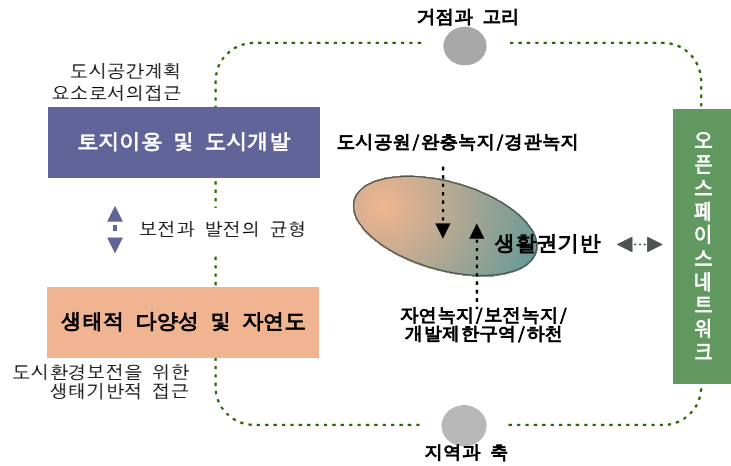 거점과 고리
도시공간계획
요소로서의접근
토지이용 및 도시개발
도시공원/완충녹지/경관녹지
보전과 발전의 균형
생활권기반
오픈스페이스네트워크
생태적 다양성 및 자연도
자연녹지/보전녹지/
개발제한구역/하천
도시환경보전을 위한
생태기반적 접근
지역과 축